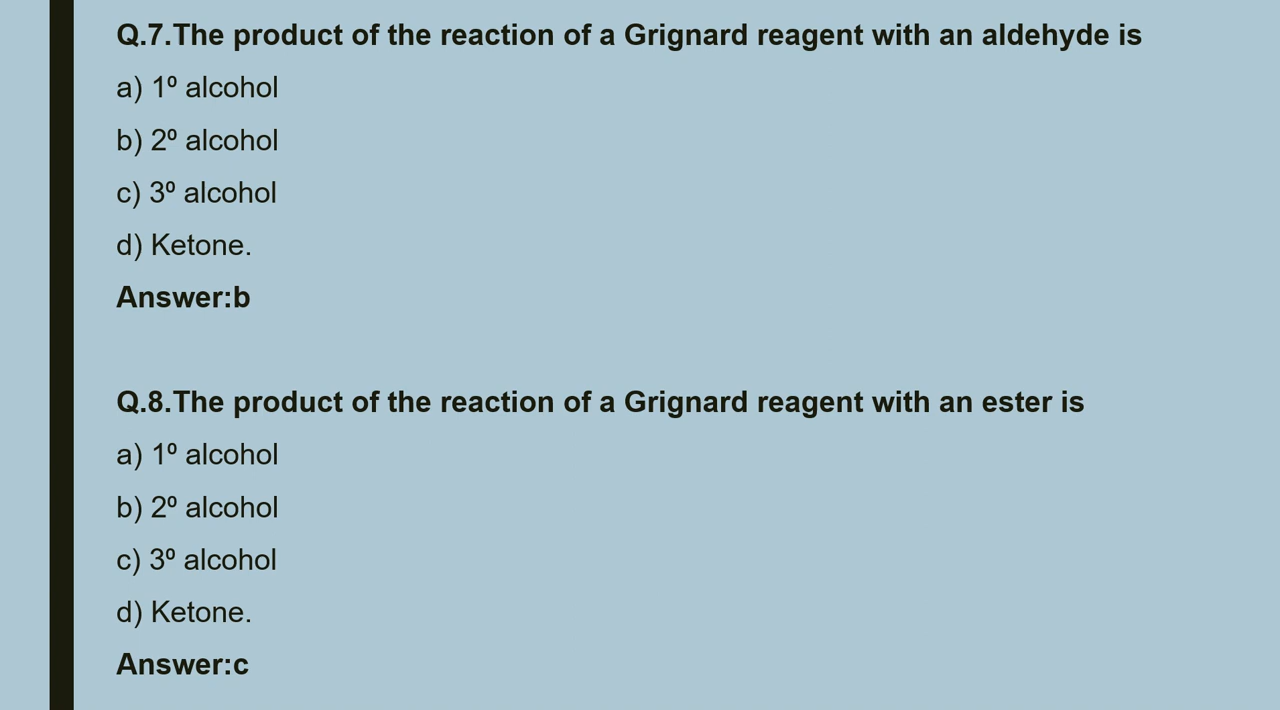 Q.7.The product of the reaction of a Grignard reagent with an aldehyde is
a) 1º alcohol
b) 2º alcohol
c) 3º alcohol
d) Ketone.
Answer:b
Q.8.The product of the reaction of a Grignard reagent with an ester is
a) 1º alcohol
b) 2º alcohol
c) 3º alcohol
d) Ketone.
Answer:c